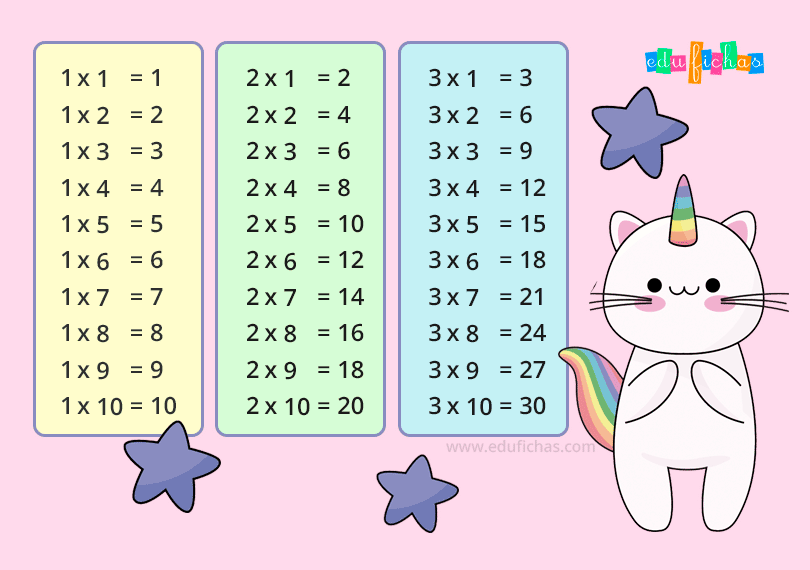 edufichas
1 x 1 = 1
1 x 2 = 2
1 x 3 = 3
1 x 4 = 4
1 x 5 = 5
1 x 6 = 6
1 x 7 = 7
1 x 8 = 8
1 x 9 = 9
1 x 10 = 10
2 x 1 = 2
2 x 2 = 4
2 x 3 = 6
2 x 4 = 8
2 x 5 = 10
2 x 6 = 12
2 x 7 = 14
2 x 8 = 16
2 x 9 = 18
2 x 10 = 20
3 x 1 = 3
3 x 2 = 6
3 x 3 = 9
3 x 4 = 12
3 x 5 = 15
3 x 6 = 18
3 x 7 = 21
3 x 8 = 24
3 x 9 = 27
3 x 10 = 30
www.edufichas.com